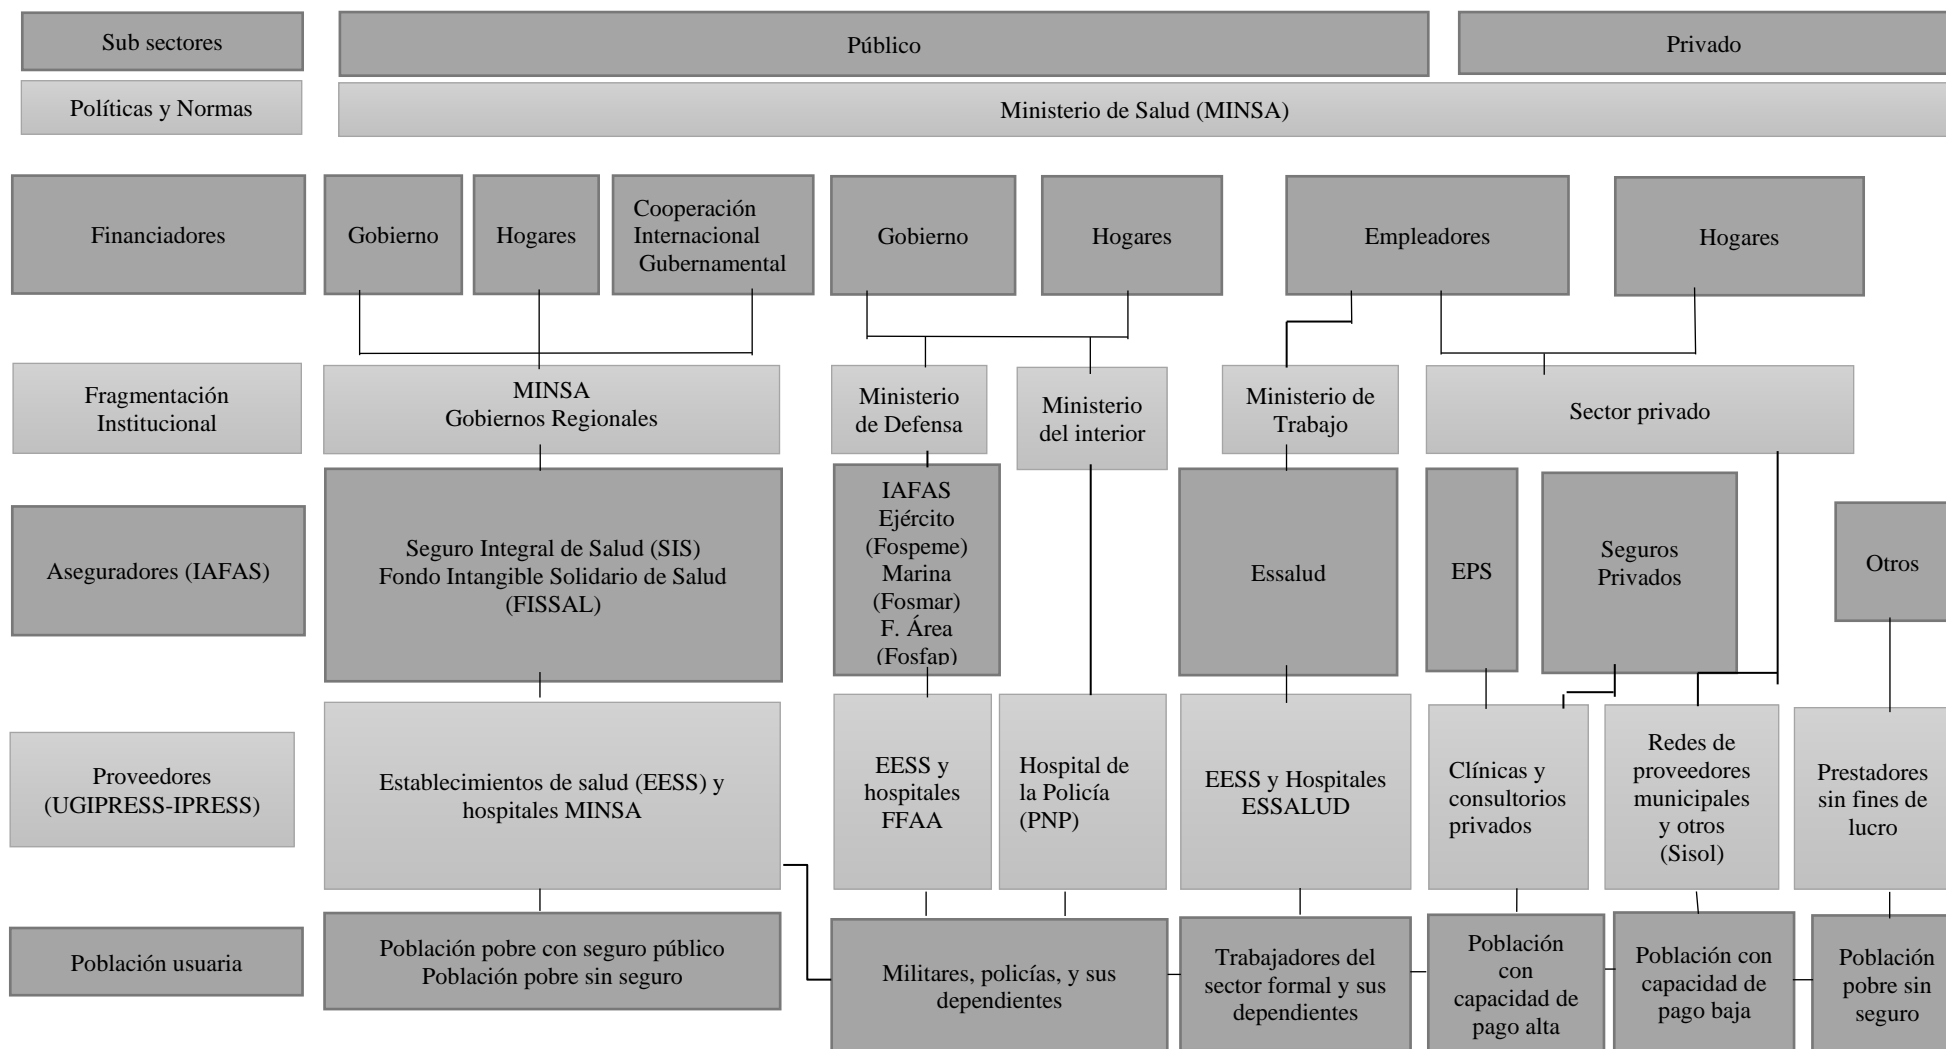 Sub sectores
Público
Privado
Políticas y Normas
Ministerio de Salud (MINSA)
Financiadores
Gobierno
Hogares
Cooperación
Internacional
Gubernamental
Gobierno
Hogares
Empleadores
Hogares
Fragmentación
Institucional
MINSA
Gobiernos Regionales
Ministerio
de Defensa
Ministerio
del interior
Ministerio de
Trabajo
Sector privado
Aseguradores (IAFAS)
Seguro Integral de Salud (SIS)
Fondo Intangible Solidario de Salud
(FISSAL)
IAFAS
Ejército
(Fospeme)
Marina
(Fosmar)
F. Área
(Fosfap)
Essalud
EPS
Seguros
Privados
Otros
Proveedores
(UGIPRESS-IPRESS)
Establecimientos de salud (EESS) y
hospitales MINSA
EESS y
hospitales
FFAA
Hospital de
la Policía
(PNP)
EESS y Hospitales
ESSALUD
Clínicas y
consultorios
privados
Redes de
proveedores
municipales
y otros
(Sisol)
Prestadores
sin fines de
lucro
Población usuaria
Población pobre con seguro público
Población pobre sin seguro
Militares, policías, y sus
dependientes
Trabajadores del
sector formal y sus
dependientes
Población
con
capacidad de
pago alta
Población con
capacidad de
pago baja
Población
pobre sin
seguro